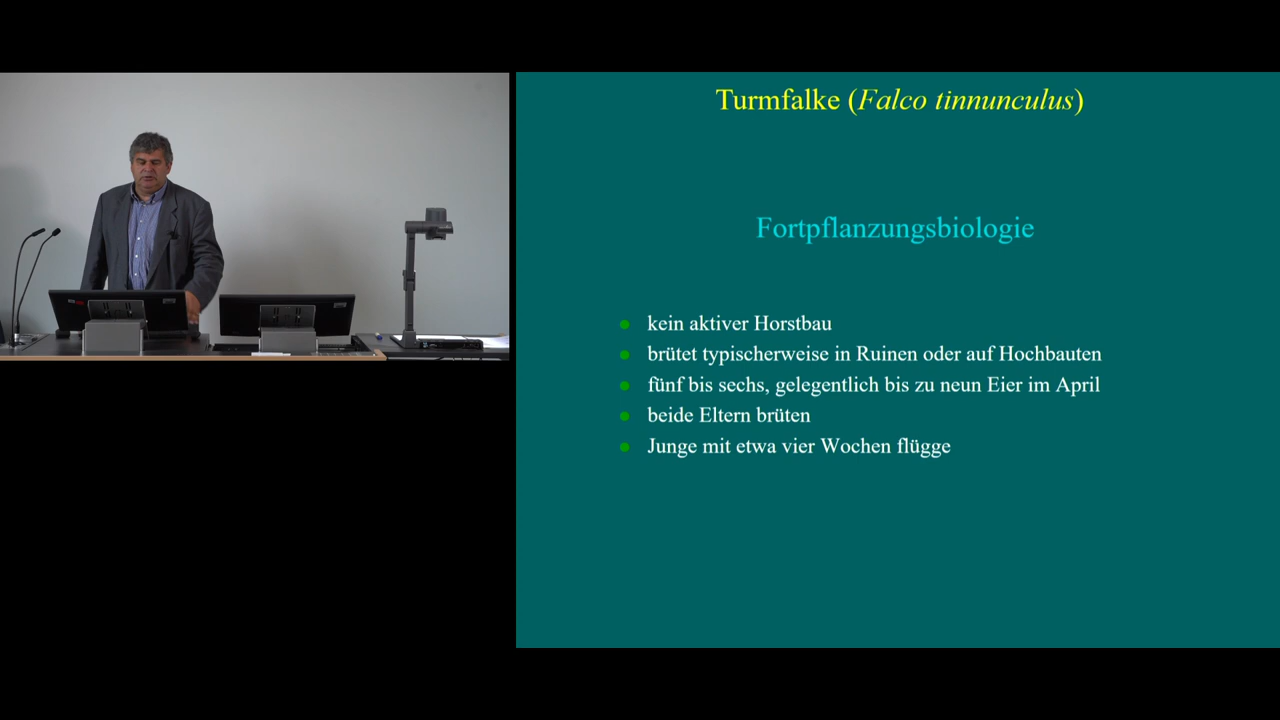 Turmfalke (Falco tinnunculus)
Fortpflanzungsbiologie
kein aktiver Horstbau
brütet typischerweise in Ruinen oder auf Hochbauten
fünf bis sechs, gelegentlich bis zu neun Eier im April
beide Eltern brüten
Junge mit etwa vier Wochen flügge